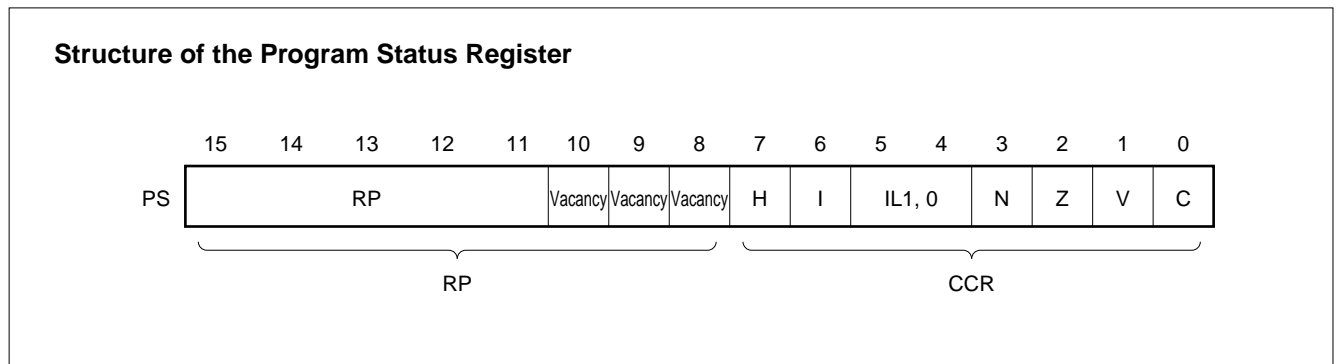 Structure of the Program Status Register
15 14 13 12 11 10 9 8 7 6 5 4 3 2 1 0
PS RP Vacancy Vacancy Vacancy H I IL1, 0 N Z V C
RP CCR